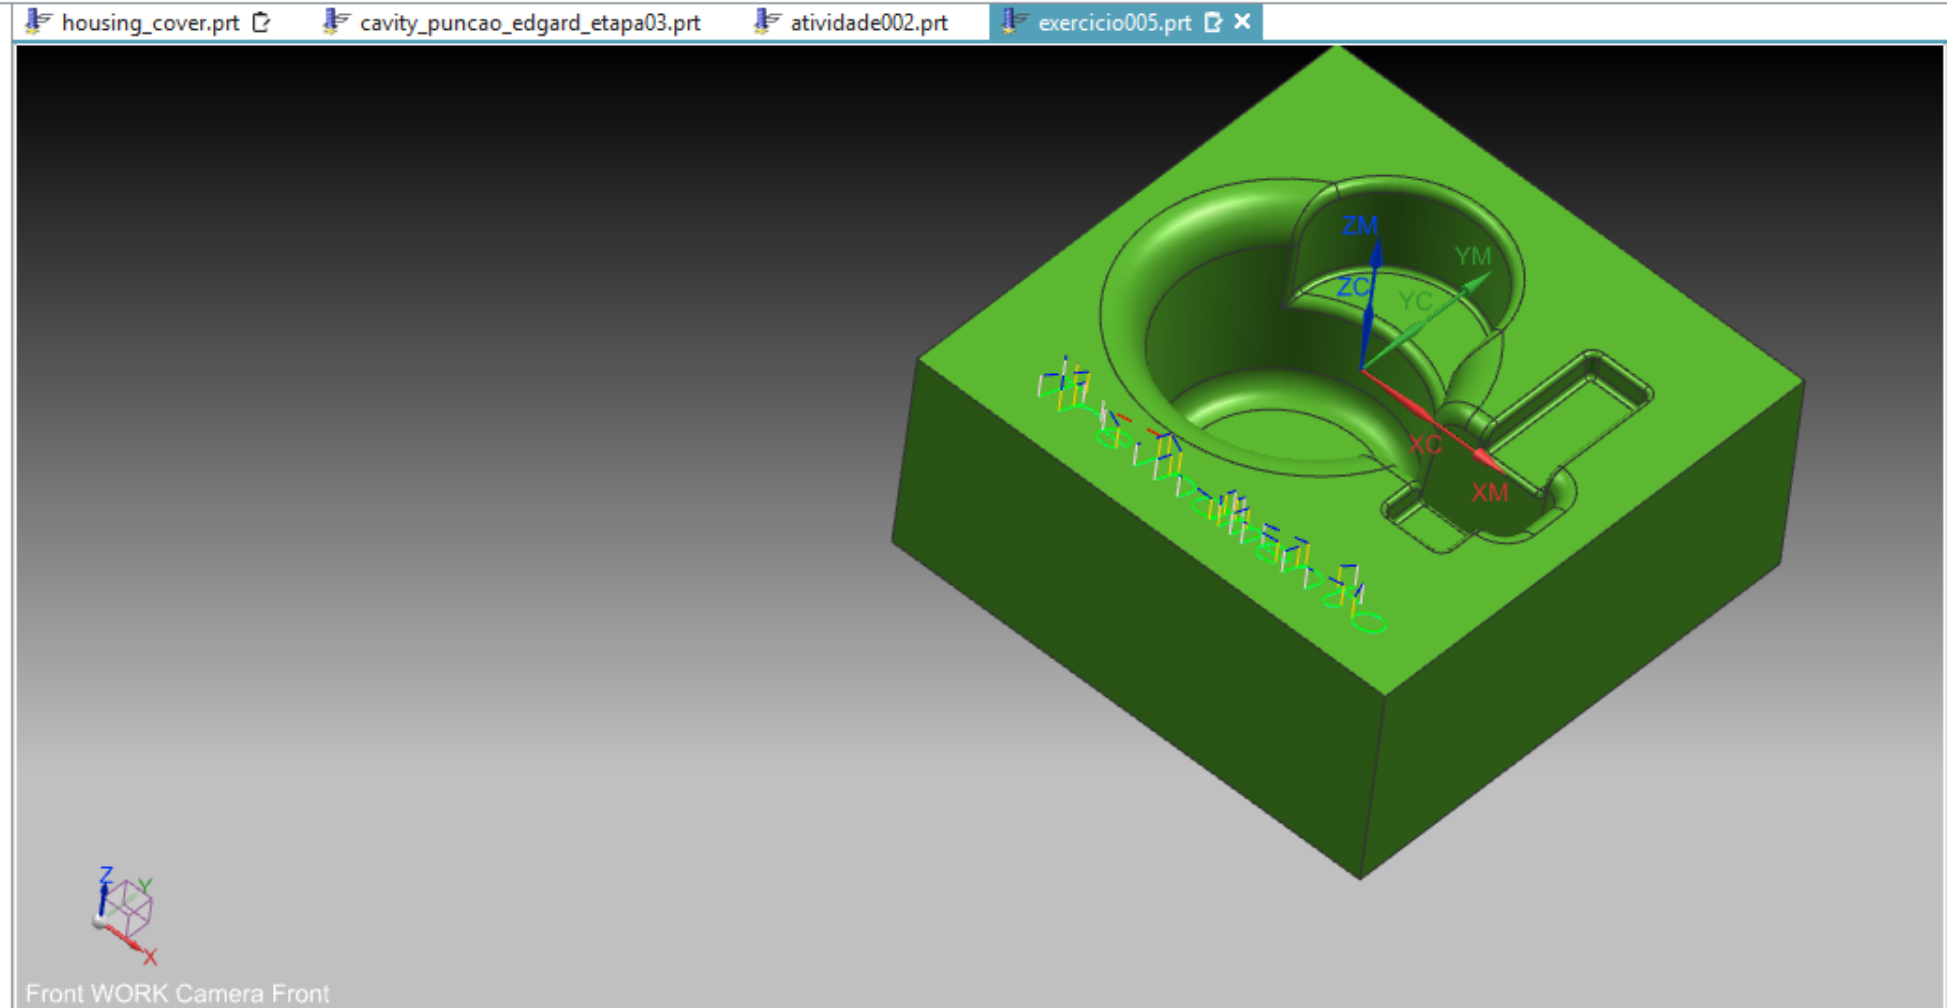 housing_cover.prt cavity_puncao_edgard_etapa03.prt atividade002.prt exercicio005.prt
ZM
YM
ZC
YC
XC
XM
Z
Y
X
Front WORK Camera Front